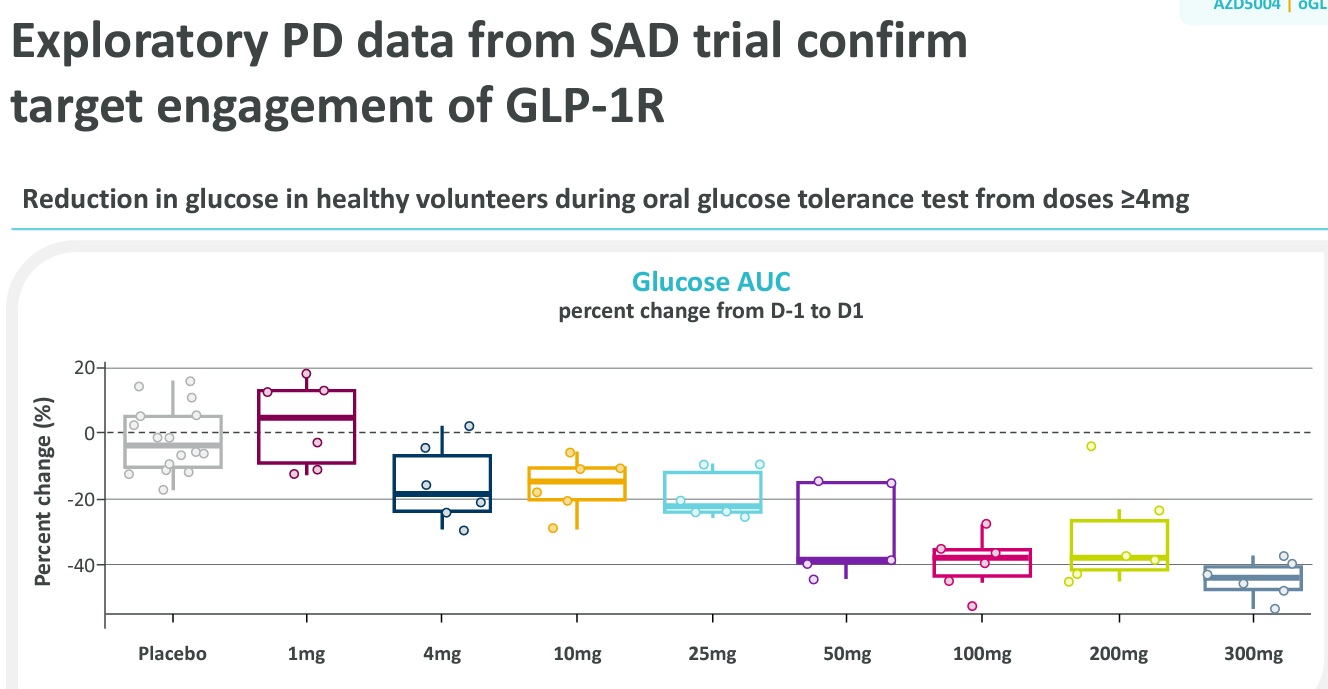 AZD5004 | oGL
Exploratory PD data from SAD trial confirm
target engagement of GLP-1R
Reduction in glucose in healthy volunteers during oral glucose tolerance test from doses ≥4mg
Glucose AUC
percent change from D-1 to D1
Percent change (%)
20
0
-20
-40
Placebo 1mg 4mg 10mg 25mg 50mg 100mg 200mg 300mg